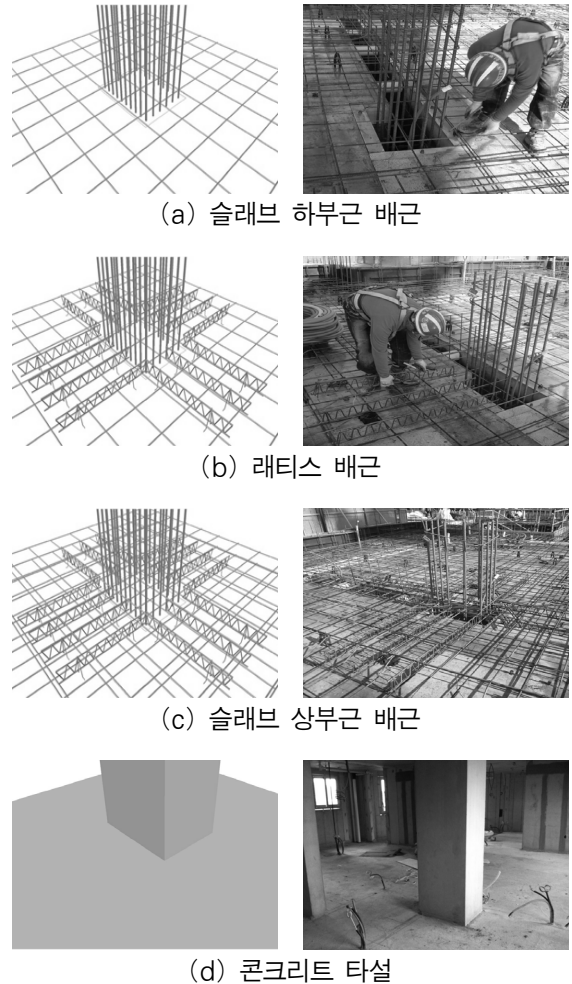 (a) 슬래브 하부근 배근
(b) 래티스 배근
(c) 슬래브 상부근 배근
(d) 콘크리트 타설